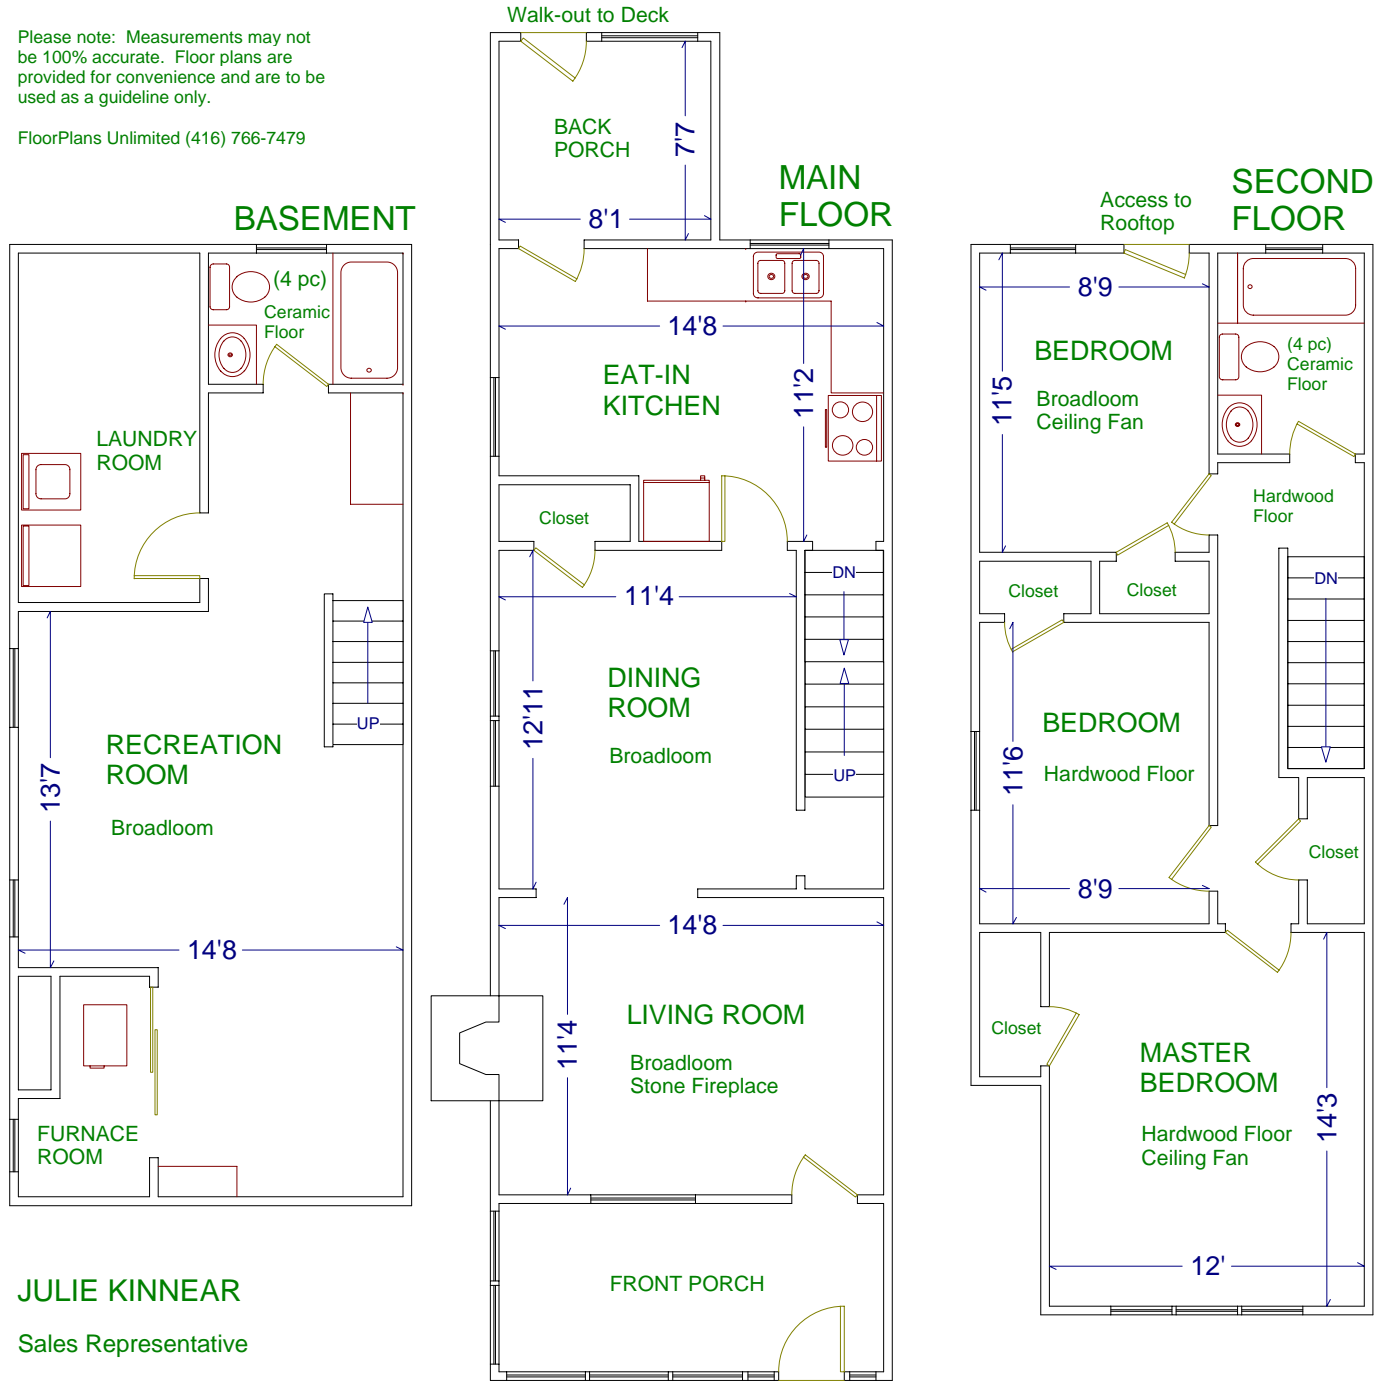 Please note:  Measurements may not
be 100% accurate.  Floor plans are
provided for convenience and are to be
used as a guideline only.
FloorPlans Unlimited (416) 766-7479
BASEMENT
(4 pc)
Ceramic
Floor
LAUNDRY
ROOM
UP
RECREATION
ROOM
Broadloom
13'7
14'8
FURNACE
ROOM
JULIE KINNEAR
Sales Representative
Walk-out to Deck
BACK
PORCH
7'7
8'1
MAIN
FLOOR
14'8
EAT-IN
KITCHEN
11'2
Closet
DN
11'4
DINING
ROOM
Broadloom
12'11
UP
14'8
LIVING ROOM
Broadloom
Stone Fireplace
11'4
FRONT PORCH
SECOND
FLOOR
Access to
Rooftop
8'9
BEDROOM
Broadloom
Ceiling Fan
11'5
(4 pc)
Ceramic
Floor
Hardwood
Floor
Closet
Closet
DN
BEDROOM
Hardwood Floor
11'6
8'9
Closet
Closet
MASTER
BEDROOM
Hardwood Floor
Ceiling Fan
14'3
12'